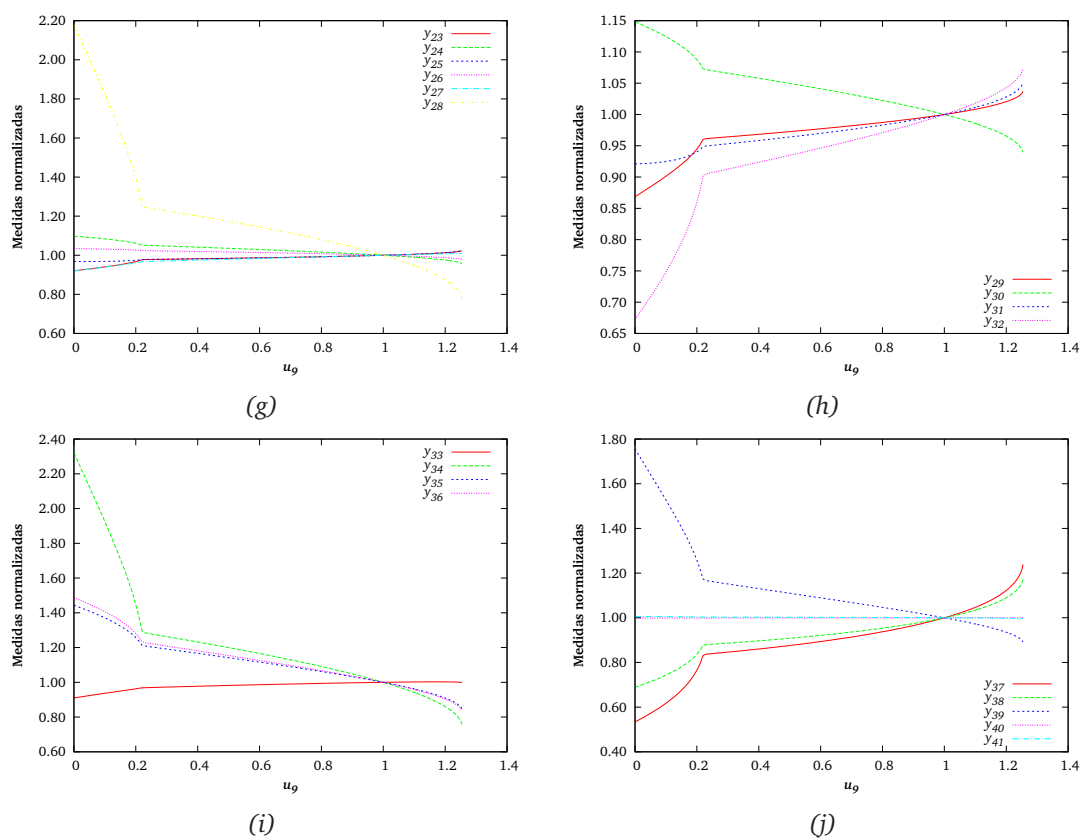 2.20
2.00
1.80
1.60
1.40
1.20
1.00
0.80
0.60
Medidas normalizadas
y23
y24
y25
y26
y27
y28
0 0.2 0.4 0.6 0.8 1 1.2 1.4
u9
(g)
1.15
1.10
1.05
1.00
0.95
0.90
0.85
0.80
0.75
0.70
0.65
Medidas normalizadas
y29
y30
y31
y32
0 0.2 0.4 0.6 0.8 1 1.2 1.4
u9
(h)
2.40
2.20
2.00
1.80
1.60
1.40
1.20
1.00
0.80
0.60
Medidas normalizadas
y33
y34
y35
y36
0 0.2 0.4 0.6 0.8 1 1.2 1.4
u9
(i)
1.80
1.60
1.40
1.20
1.00
0.80
0.60
0.40
Medidas normalizadas
y37
y38
y39
y40
y41
0 0.2 0.4 0.6 0.8 1 1.2 1.4
u9
(j)